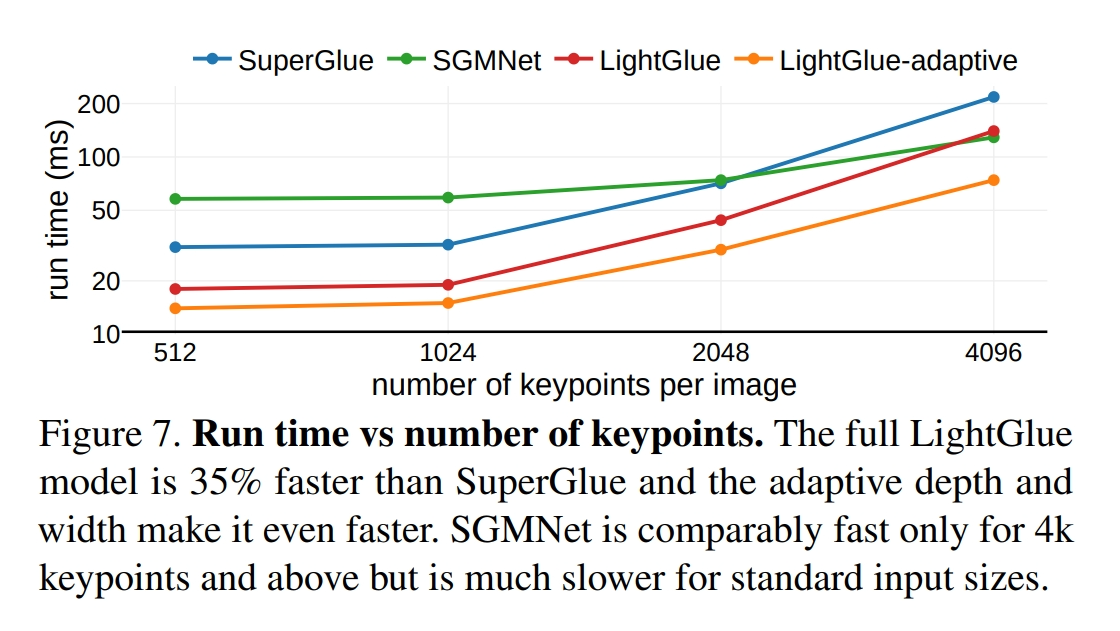 SuperGlue SGMNet LightGlue LightGlue-adaptive
200
100
50
20
10
run time (ms)
512 1024 2048 4096
number of keypoints per image
Figure 7. Run time vs number of keypoints. The full LightGlue
model is 35% faster than SuperGlue and the adaptive depth and
width make it even faster. SGMNet is comparably fast only for 4k
keypoints and above but is much slower for standard input sizes.